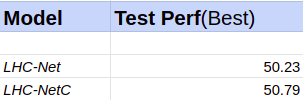 Model Test Perf(Best)
LHC-Net 50.23
LHC-NetC 50.79